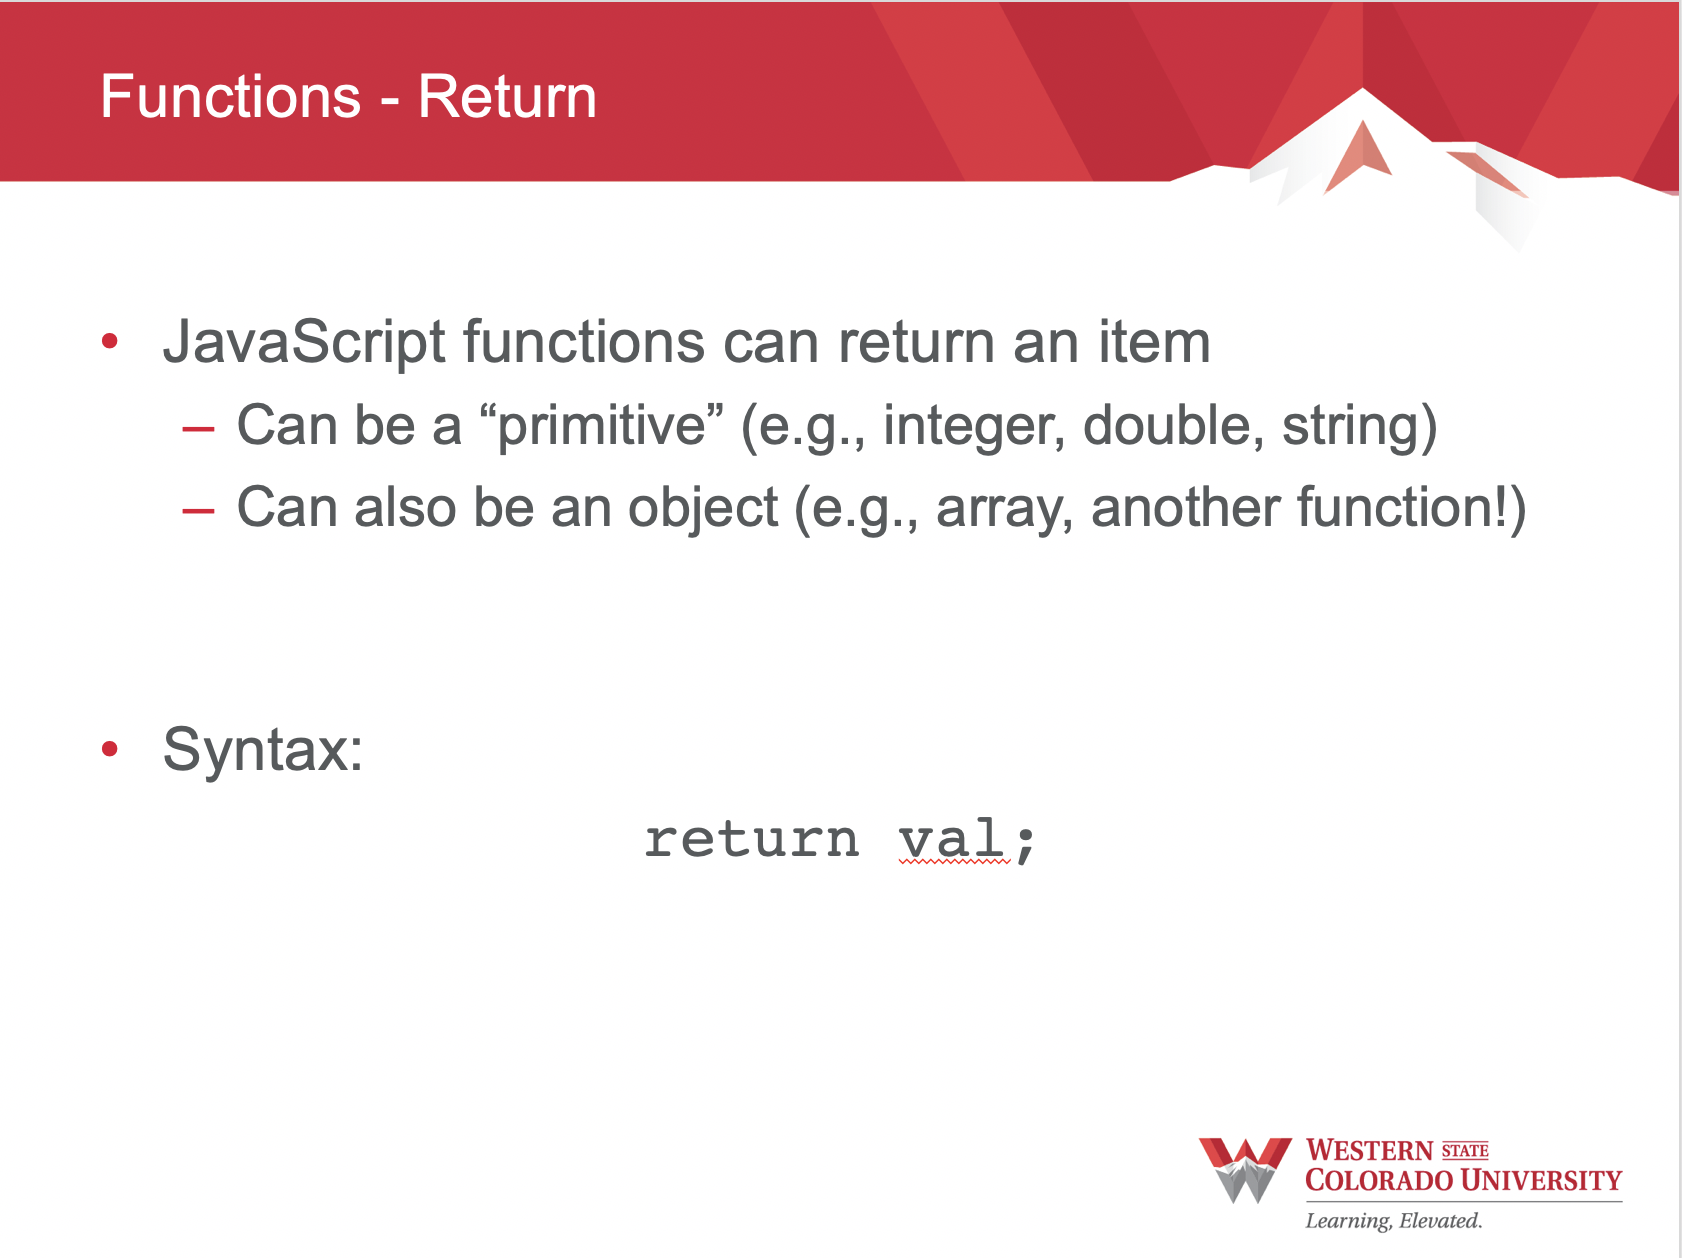 Functions - Return
• JavaScript functions can return an item
– Can be a “primitive” (e.g., integer, double, string)
– Can also be an object (e.g., array, another function!)
• Syntax:
return val;
WESTERN STATE
COLORADO UNIVERSITY
Learning, Elevated.